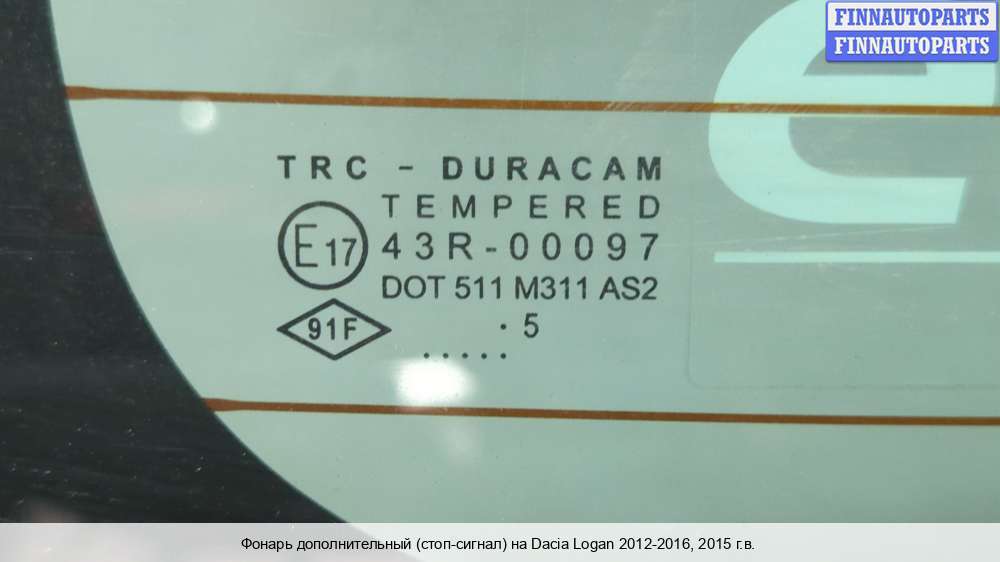 FINNAUTOPARTS
FINNAUTOPARTS
TRC - DURACAM
TEMPERED
E17
43R-00097
DOT 511 M311 AS2
91F
. 5
.....
Фонарь дополнительный (стоп-сигнал) на Dacia Logan 2012-2016, 2015 г.в.